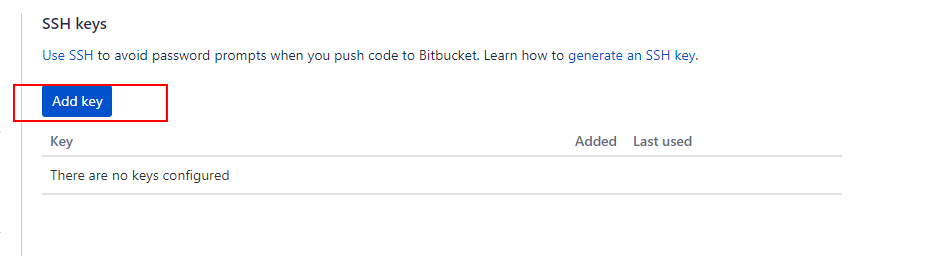 SSH keys
Use SSH to avoid password prompts when you push code to Bitbucket. Learn how to generate an SSH key.
Add key
Key Added Last used
There are no keys configured